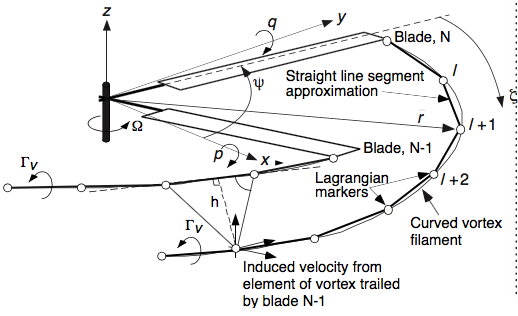 z
q
y
Blade, N
ψ
l
Straight line segment
approximation
ζ
r̄
l+1
Ω
p
x
Blade, N-1
Γv
Lagrangian
markers
l+2
h
Γv
Curved vortex
filament
Induced velocity from
element of vortex trailed
by blade N-1